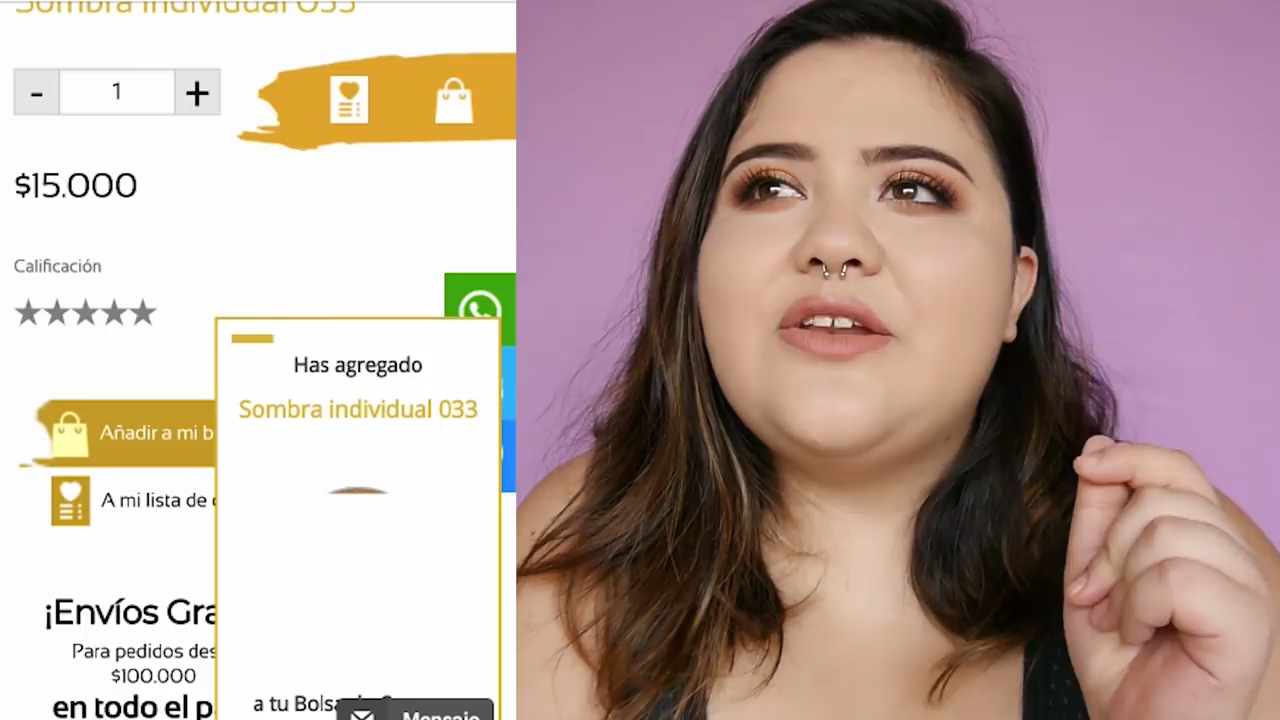 Sombra individual 033
- 1 +
$15.000
Calificación
Has agregado
Sombra individual 033
Añadir a mi b
A mi lista de
¡Envíos Gra
Para pedidos des
$100.000
en todo el p
a tu Bolsa
Mensaje